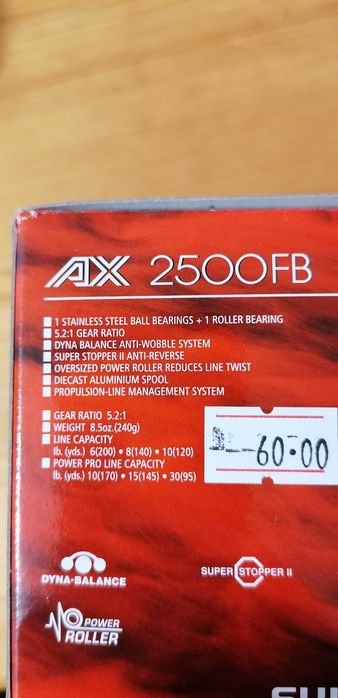 AX 2500FB
1 STAINLESS STEEL BALL BEARINGS + 1 ROLLER BEARING
5.2:1 GEAR RATIO
DYNA BALANCE ANTI-WOBBLE SYSTEM
SUPER STOPPER II ANTI-REVERSE
OVERSIZED POWER ROLLER REDUCES LINE TWIST
DIECAST ALUMINIUM SPOOL
PROPULSION-LINE MANAGEMENT SYSTEM
GEAR RATIO 5.2:1
WEIGHT 8.5oz.(240g)
LINE CAPACITY
lb. (yds.) 6(200) • 8(140) • 10(120)
POWER PRO LINE CAPACITY
lb. (yds.) 10(170) • 15(145) • 30(95)
60.00
DYNA-BALANCE
SUPER STOPPER II
POWER
ROLLER